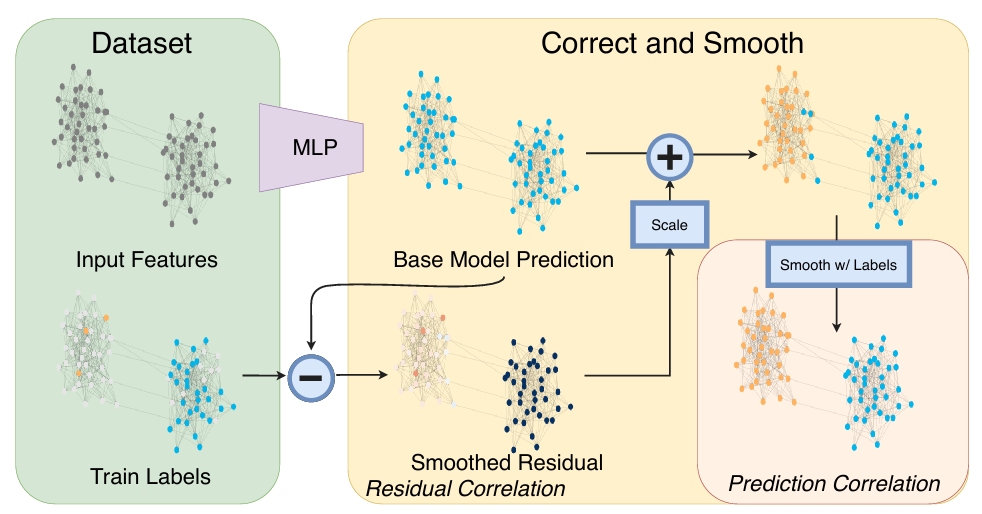 Dataset
Correct and Smooth
MLP
+
Scale
Input Features
Base Model Prediction
Smooth w/ Labels
−
Train Labels
Smoothed Residual
Residual Correlation
Prediction Correlation